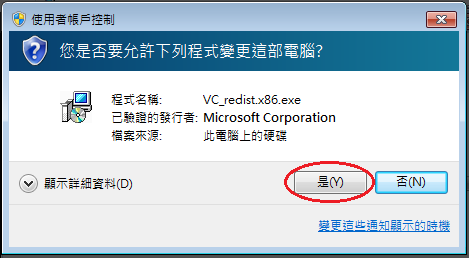 使用者帳戶控制
您是否要允許下列程式變更這部電腦?
程式名稱: VC_redist.x86.exe
已驗證的發行者: Microsoft Corporation
檔案來源: 此電腦上的硬碟
顯示詳細資料(D) 是(Y) 否(N)
變更這些通知顯示的時機